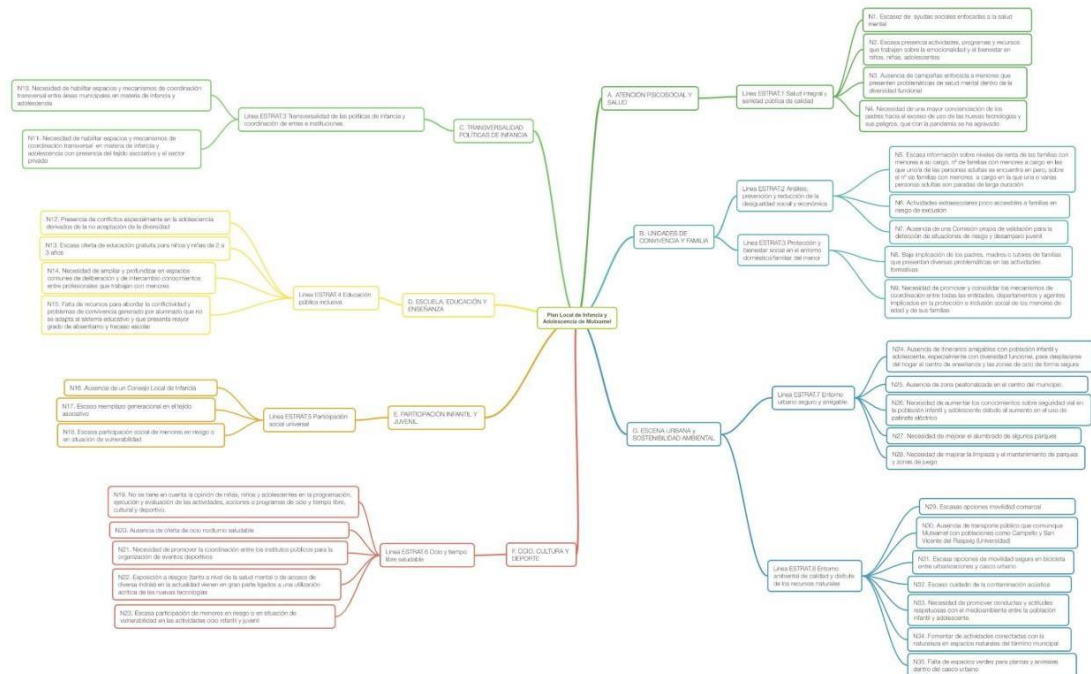 Plan Local de Infancia y
Adolescencia de Mutxamel
A. ATENCIÓN PSICOSOCIAL Y
SALUD
Línea ESTRAT.1 Salud integral y
sanidad pública de calidad
N1. Escasez de ayudas sociales enfocadas a la salud
mental
N2. Escasa presencia actividades, programas y recursos
que trabajen sobre la emocionalidad y el bienestar en
niños, niñas, adolescentes
N3. Ausencia de campañas enfocada a menores que
presenten problemáticas de salud mental dentro de la
diversidad funcional
N4. Necesidad de una mayor concienciación de los
padres hacia el exceso de uso de las nuevas tecnologías y
sus peligros, que con la pandemia se ha agravado.
B. UNIDADES DE
CONVIVENCIA Y FAMILIA
Línea ESTRAT.2 Análisis,
prevención y reducción de la
desigualdad social y económica
N5. Escasa información sobre niveles de renta de las familias con
menores a su cargo, nº de familias con menores a cargo en las
que uno/a de las personas adultas se encuentra en paro, sobre
el nº de familias con menores a cargo en la que una o varias
personas adultas son paradas de larga duración
N6. Actividades extraescolares poco accesibles a familias en
riesgo de exclusión
N7. Ausencia de una Comisión propia de validación para la
detección de situaciones de riesgo y desamparo juvenil
Línea ESTRAT.3 Protección y
bienestar social en el entorno
doméstico/familiar del menor
N8. Baja implicación de los padres, madres o tutores de familias
que presentan diversas problemáticas en las actividades
formativas
N9. Necesidad de promover y consolidar los mecanismos de
coordinación entre todas las entidades, departamentos y agentes
implicados en la protección e inclusión social de los menores de
edad y de sus familias
C. TRANSVERSALIDAD
POLÍTICAS DE INFANCIA
Línea ESTRAT.3 Transversalidad de las políticas de infancia y
coordinación de entes e instituciones.
N10. Necesidad de habilitar espacios y mecanismos de coordinación
transversal entre áreas municipales en materia de infancia y
adolescencia
N11. Necesidad de habilitar espacios y mecanismos de
coordinación transversal en materia de infancia y
adolescencia con presencia del tejido asociativo y el sector
privado
D. ESCUELA, EDUCACIÓN Y
ENSEÑANZA
Línea ESTRAT.4 Educación
pública inclusiva
N12. Presencia de conflictos especialmente en la adolescencia
derivados de la no aceptación de la diversidad
N13. Escasa oferta de educación gratuita para niños y niñas de 2 a
3 años
N14. Necesidad de ampliar y profundizar en espacios
comunes de deliberación y de intercambio conocimientos
entre profesionales que trabajan con menores
N15. Falta de recursos para abordar la conflictividad y
problemas de convivencia generado por alumnado que no
se adapta al sistema educativo y que presenta mayor
grado de absentismo y fracaso escolar
E. PARTICIPACIÓN INFANTIL Y
JUVENIL
Línea ESTRAT.5 Participación
social universal
N16. Ausencia de un Consejo Local de Infancia
N17. Escaso reemplazo generacional en el tejido
asociativo
N18. Escasa participación social de menores en riesgo o
en situación de vulnerabilidad
F. OCIO, CULTURA Y
DEPORTE
Línea ESTRAT.6 Ocio y tiempo
libre saludable
N19. No se tiene en cuenta la opinión de niñas, niños y adolescentes en la programación,
ejecución y evaluación de las actividades, acciones o programas de ocio y tiempo libre,
cultural y deportivo.
N20. Ausencia de oferta de ocio nocturno saludable
N21. Necesidad de promover la coordinación entre los institutos públicos para la
organización de eventos deportivos
N22. Exposición a riesgos (tanto a nivel de la salud mental o de acosos de
diversa índole) en la actualidad vienen en gran parte ligados a una utilización
acrítica de las nuevas tecnologías
N23. Escasa participación de menores en riesgo o en situación de
vulnerabilidad en las actividades ocio infantil y juvenil
G. ESCENA URBANA y
SOSTENIBILIDAD AMBIENTAL
Línea ESTRAT.7 Entorno
urbano seguro y amigable
N24. Ausencia de itinerarios amigables con población infantil y
adolescente, especialmente con diversidad funcional, para desplazarse
del hogar al centro de enseñanza y las zonas de ocio de forma segura
N25. Ausencia de zona peatonalizada en el centro del municipio.
N26. Necesidad de aumentar los conocimientos sobre seguridad vial en
la población infantil y adolescente debido al aumento en el uso de
patinete eléctrico
N27. Necesidad de mejorar el alumbrado de algunos parques
N28. Necesidad de mejorar la limpieza y el mantenimiento de parques
y zonas de juego
Línea ESTRAT.8 Entorno
ambiental de calidad y disfrute
de los recursos naturales
N29. Escasas opciones movilidad comarcal
N30. Ausencia de transporte público que comunique
Mutxamel con poblaciones como Campello y San
Vicente del Raspeig (Universidad)
N31. Escasa opciones de movilidad segura en bicicleta
entre urbanizaciones y casco urbano
N32. Escaso cuidado de la contaminación acústica
N33. Necesidad de promover conductas y actitudes
respetuosas con el medioambiente entre la población
infantil y adolescente
N34. Fomentar de actividades conectadas con la
naturaleza en espacios naturales del término municipal
N35. Falta de espacios verdes para plantas y animales
dentro del casco urbano